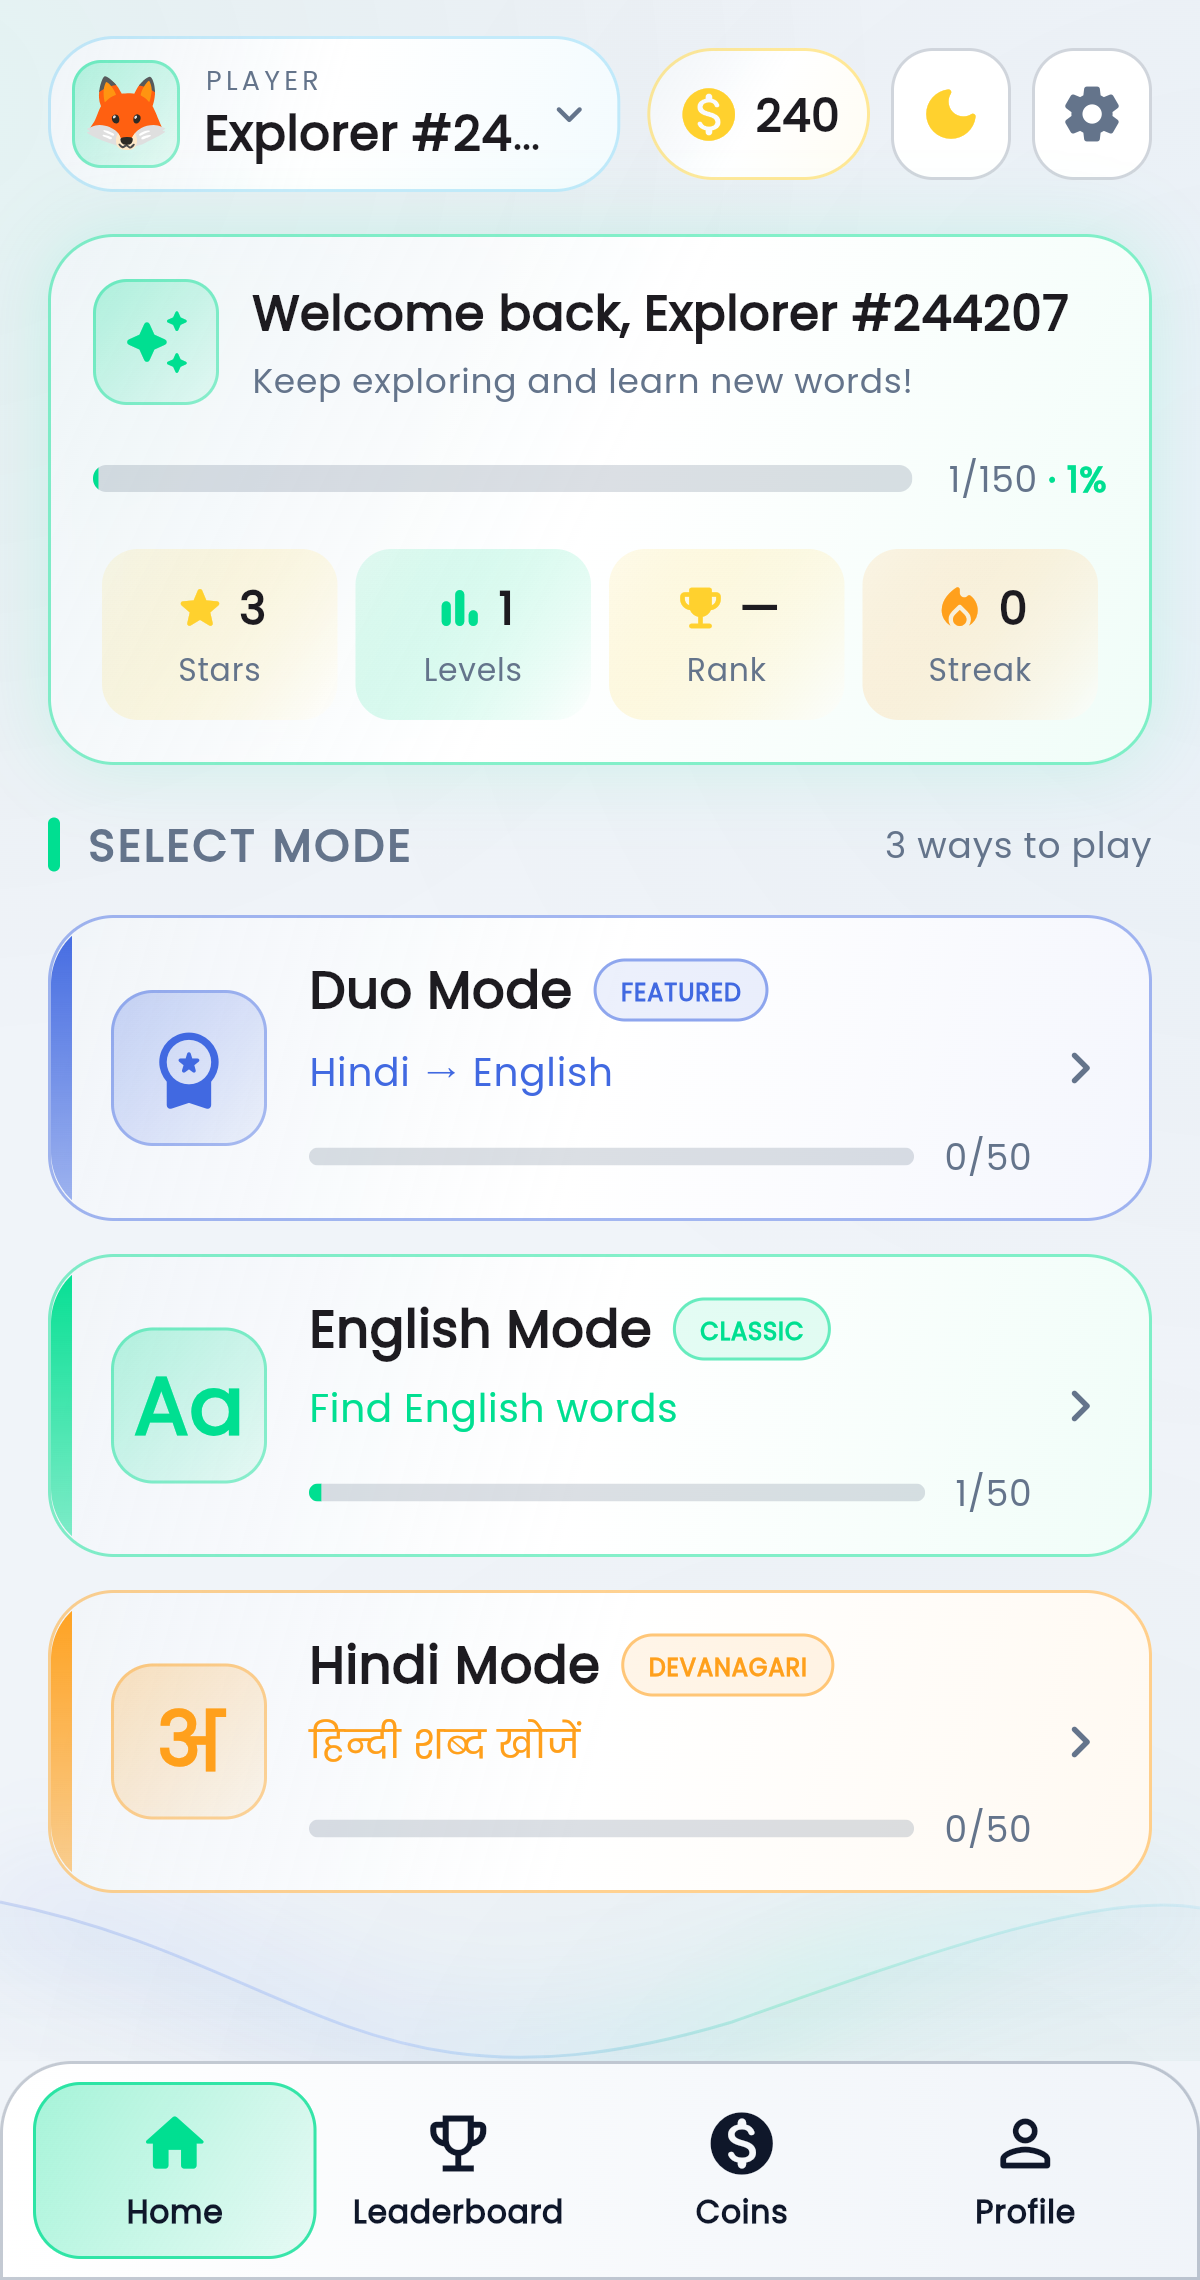 PLAYER
Explorer #24...
240
Welcome back, Explorer #244207
Keep exploring and learn new words!
1/150 · 1%
3
Stars
1
Levels
—
Rank
0
Streak
SELECT MODE
3 ways to play
Duo Mode
FEATURED
Hindi → English
0/50
Aa
English Mode
CLASSIC
Find English words
1/50
अ
Hindi Mode
DEVANAGARI
हिन्दी शब्द खोजें
0/50
Home
Leaderboard
Coins
Profile